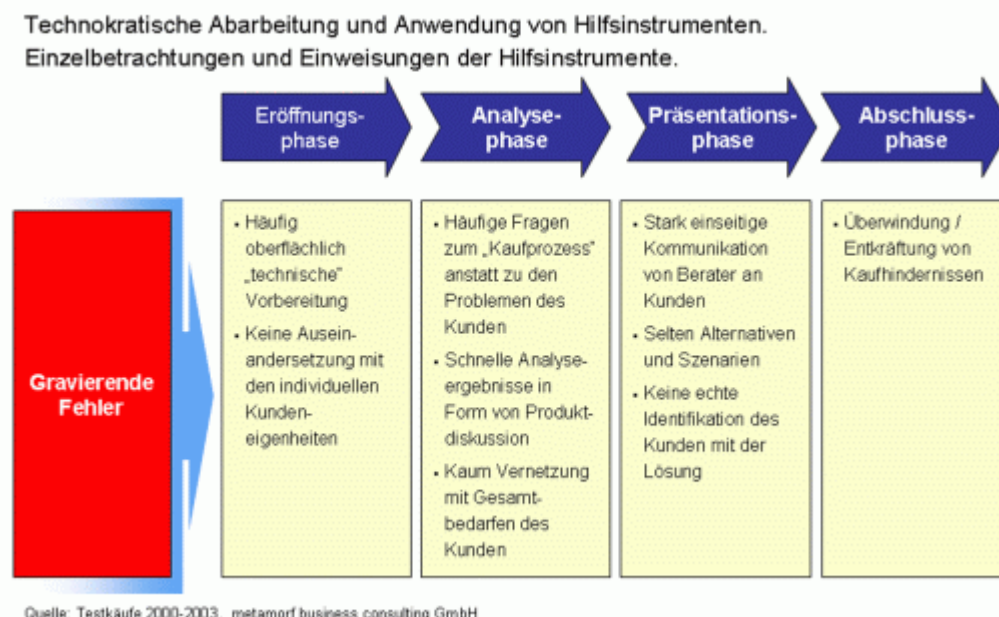 Technokratische Abarbeitung und Anwendung von Hilfsinstrumenten.
Einzelbetrachtungen und Einweisungen der Hilfsinstrumente.
Eröffnungs-
phase
Analyse-
phase
Präsentations-
phase
Abschluss-
phase
Gravierende
Fehler
• Häufig
oberflächlich
„technische"
Vorbereitung
• Keine Ausein-
andersetzung mit
den individuellen
Kunden-
eigenheiten
• Häufige Fragen
zum „Kaufprozess"
anstatt zu den
Problemen des
Kunden
• Schnelle Analyse-
ergebnisse in
Form von Produkt-
diskussion
• Kaum Vernetzung
mit Gesamt-
bedarfen des
Kunden
• Stark einseitige
Kommunikation
von Berater an
Kunden
• Selten Alternativen
und Szenarien
• Keine echte
Identifikation des
Kunden mit der
Lösung
• Überwindung /
Entkräftung von
Kaufhindernissen
Quelle: Testkäufe 2000-2003, metamorf business consulting GmbH